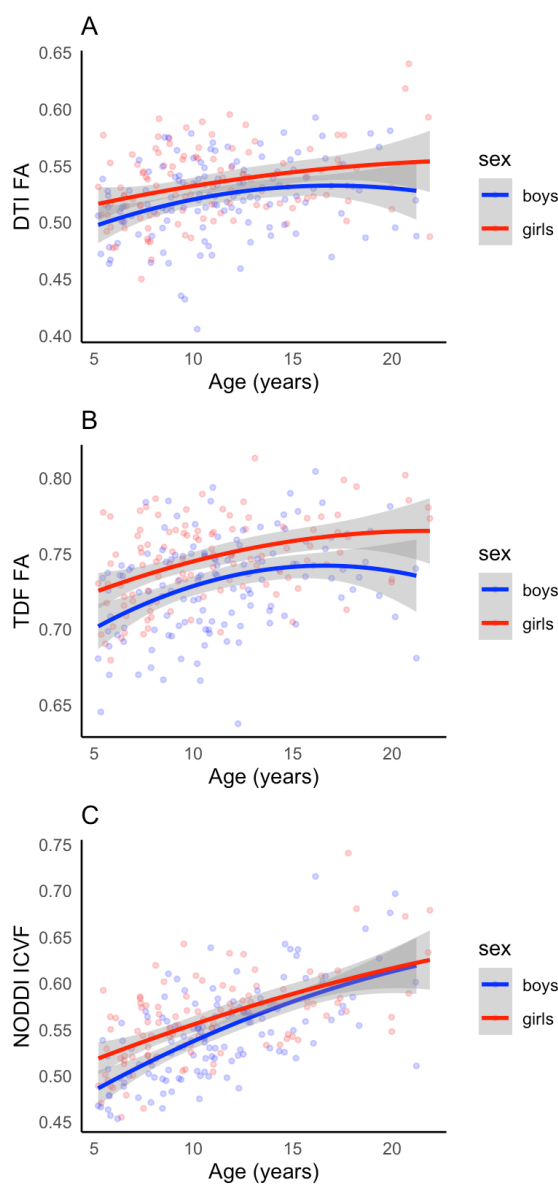 A
0.65
0.60
0.55
0.50
0.45
0.40
DTI FA
5 10 15 20
Age (years)
sex
boys
girls
B
0.80
0.75
0.70
0.65
TDF FA
5 10 15 20
Age (years)
sex
boys
girls
C
0.75
0.70
0.65
0.60
0.55
0.50
0.45
NODDI ICVF
5 10 15 20
Age (years)
sex
boys
girls